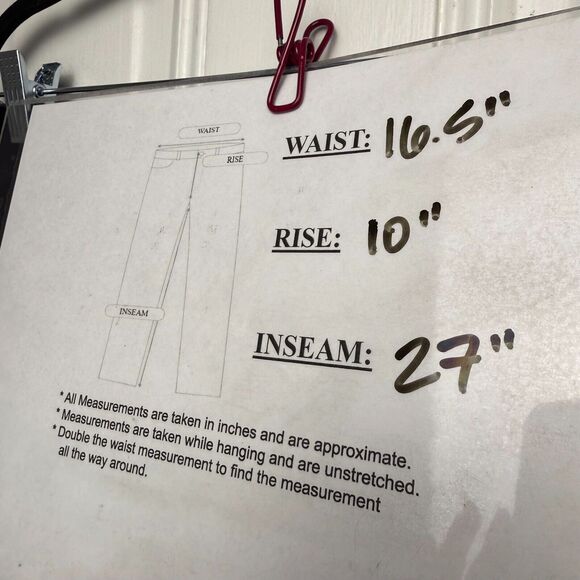 WAIST
RISE
INSEAM
WAIST: 16.5"
RISE: 10"
INSEAM: 27"
*All Measurements are taken in inches and are approximate.
*Measurements are taken while hanging and are unstretched.
*Double the waist measurement to find the measurement
all the way around.